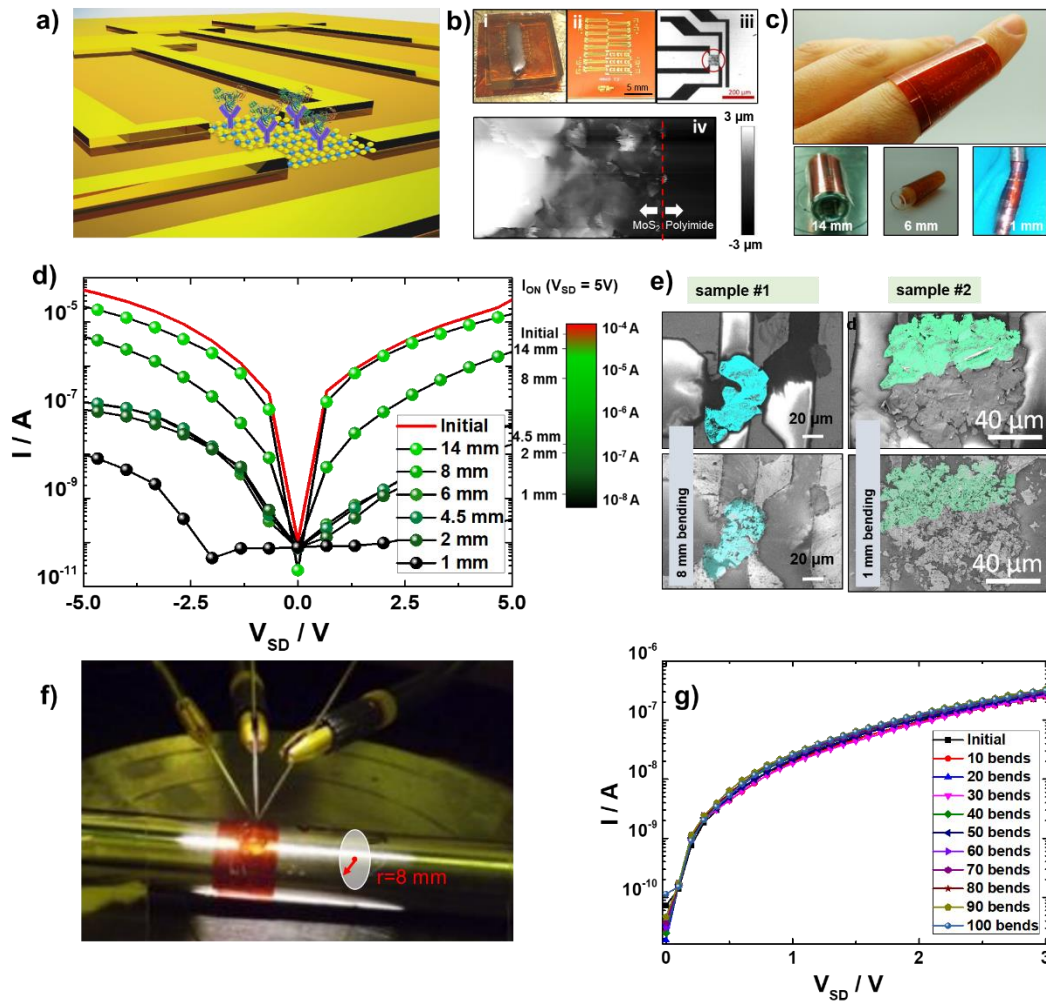 a)
b)
i
ii
iii
5 mm
200 µm
c)
3 µm
iv
MoS₂
Polyimide
-3 µm
14 mm
6 mm
1 mm
d)
I / A
10⁻⁵
10⁻⁷
10⁻⁹
10⁻¹¹
-5.0
-2.5
0.0
2.5
5.0
V_SD / V
Initial
14 mm
8 mm
6 mm
4.5 mm
2 mm
1 mm
I_ON (V_SD = 5V)
Initial
14 mm
8 mm
4.5 mm
2 mm
1 mm
10⁻⁴ A
10⁻⁵ A
10⁻⁶ A
10⁻⁷ A
10⁻⁸ A
e)
sample #1
sample #2
d
20 µm
40 µm
8 mm bending
20 µm
1 mm bending
40 µm
f)
r=8 mm
g)
I / A
10⁻⁶
10⁻⁷
10⁻⁸
10⁻⁹
10⁻¹⁰
0
1
2
3
V_SD / V
Initial
10 bends
20 bends
30 bends
40 bends
50 bends
60 bends
70 bends
80 bends
90 bends
100 bends